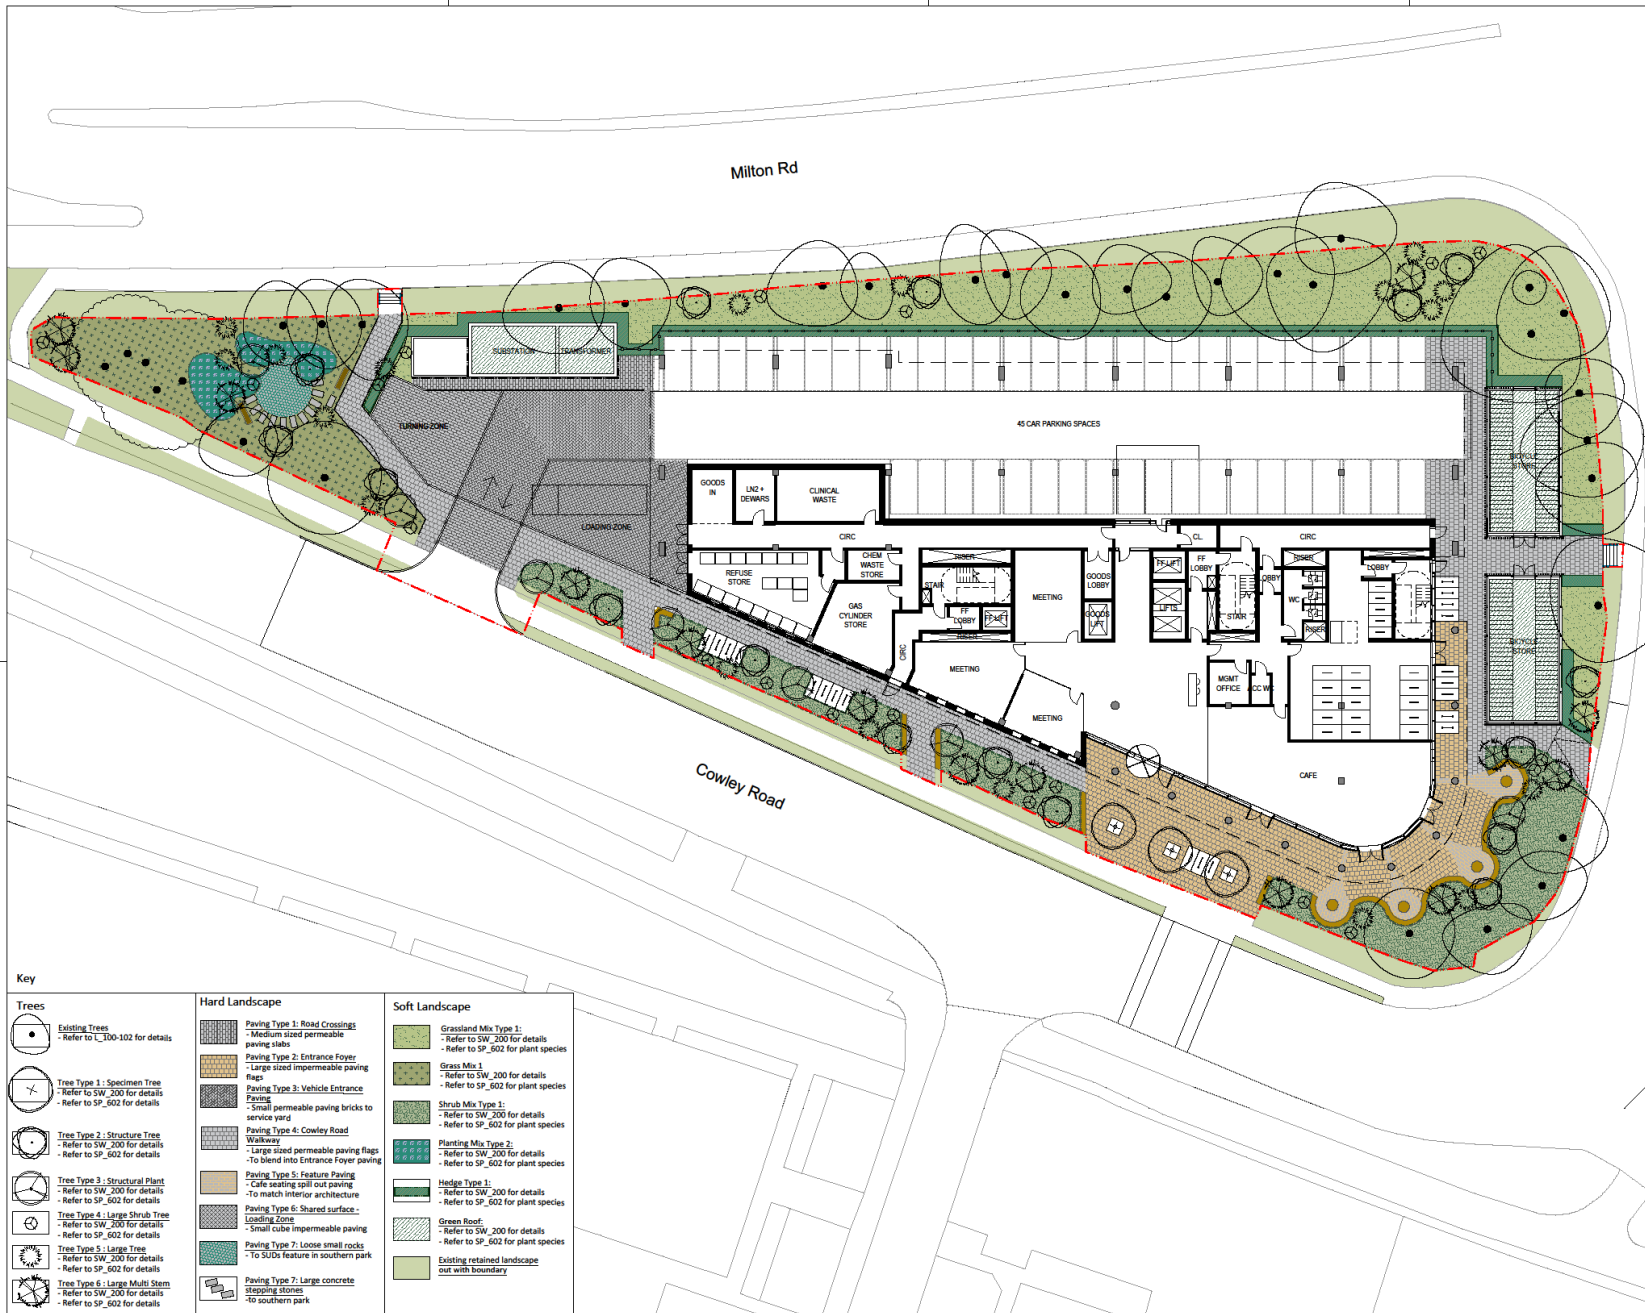 Milton Rd
SUBSTATION
TRANSFORMER
TURNING ZONE
45 CAR PARKING SPACES
BICYCLE
STORE
GOODS
IN
LN2 +
DEWARS
CLINICAL
WASTE
LOADING ZONE
CIRC
CL.
CIRC
REFUSE
STORE
CHEM
WASTE
STORE
RISER
STAIR
FF
LOBBY
FF LIFT
RISER
GAS
CYLINDER
STORE
CIRC
MEETING
MEETING
MEETING
GOODS
LOBBY
GOODS
LIFT
FF LIFT
LIFTS
FF
LOBBY
STAIR
LOBBY
RISER
WC
RISER
LOBBY
BICYCLE
STORE
MGMT
OFFICE
ACC WC
CAFE
Cowley Road
Key
Trees
Existing Trees
- Refer to L_100-102 for details
Tree Type 1 : Specimen Tree
- Refer to SW_200 for details
- Refer to SP_602 for details
Tree Type 2 : Structure Tree
- Refer to SW_200 for details
- Refer to SP_602 for details
Tree Type 3 : Structural Plant
- Refer to SW_200 for details
- Refer to SP_602 for details
Tree Type 4 : Large Shrub Tree
- Refer to SW_200 for details
- Refer to SP_602 for details
Tree Type 5 : Large Tree
- Refer to SW_200 for details
- Refer to SP_602 for details
Tree Type 6 : Large Multi Stem
- Refer to SW_200 for details
- Refer to SP_602 for details
Hard Landscape
Paving Type 1: Road Crossings
- Medium sized permeable
paving slabs
Paving Type 2: Entrance Foyer
- Large sized impermeable paving
flags
Paving Type 3: Vehicle Entrance
Paving
- Small permeable paving bricks to
service yard
Paving Type 4: Cowley Road
Walkway
- Large sized permeable paving flags
-To blend into Entrance Foyer paving
Paving Type 5: Feature Paving
- Cafe seating spill out paving
-To match interior architecture
Paving Type 6: Shared surface -
Loading Zone
- Small cube impermeable paving
Paving Type 7: Loose small rocks
- To SUDs feature in southern park
Paving Type 7: Large concrete
stepping stones
-to southern park
Soft Landscape
Grassland Mix Type 1:
- Refer to SW_200 for details
- Refer to SP_602 for plant species
Grass Mix 1
- Refer to SW_200 for details
- Refer to SP_602 for plant species
Shrub Mix Type 1:
- Refer to SW_200 for details
- Refer to SP_602 for plant species
Planting Mix Type 2:
- Refer to SW_200 for details
- Refer to SP_602 for plant species
Hedge Type 1:
- Refer to SW_200 for details
- Refer to SP_602 for plant species
Green Roof:
- Refer to SW_200 for details
- Refer to SP_602 for plant species
Existing retained landscape
out with boundary